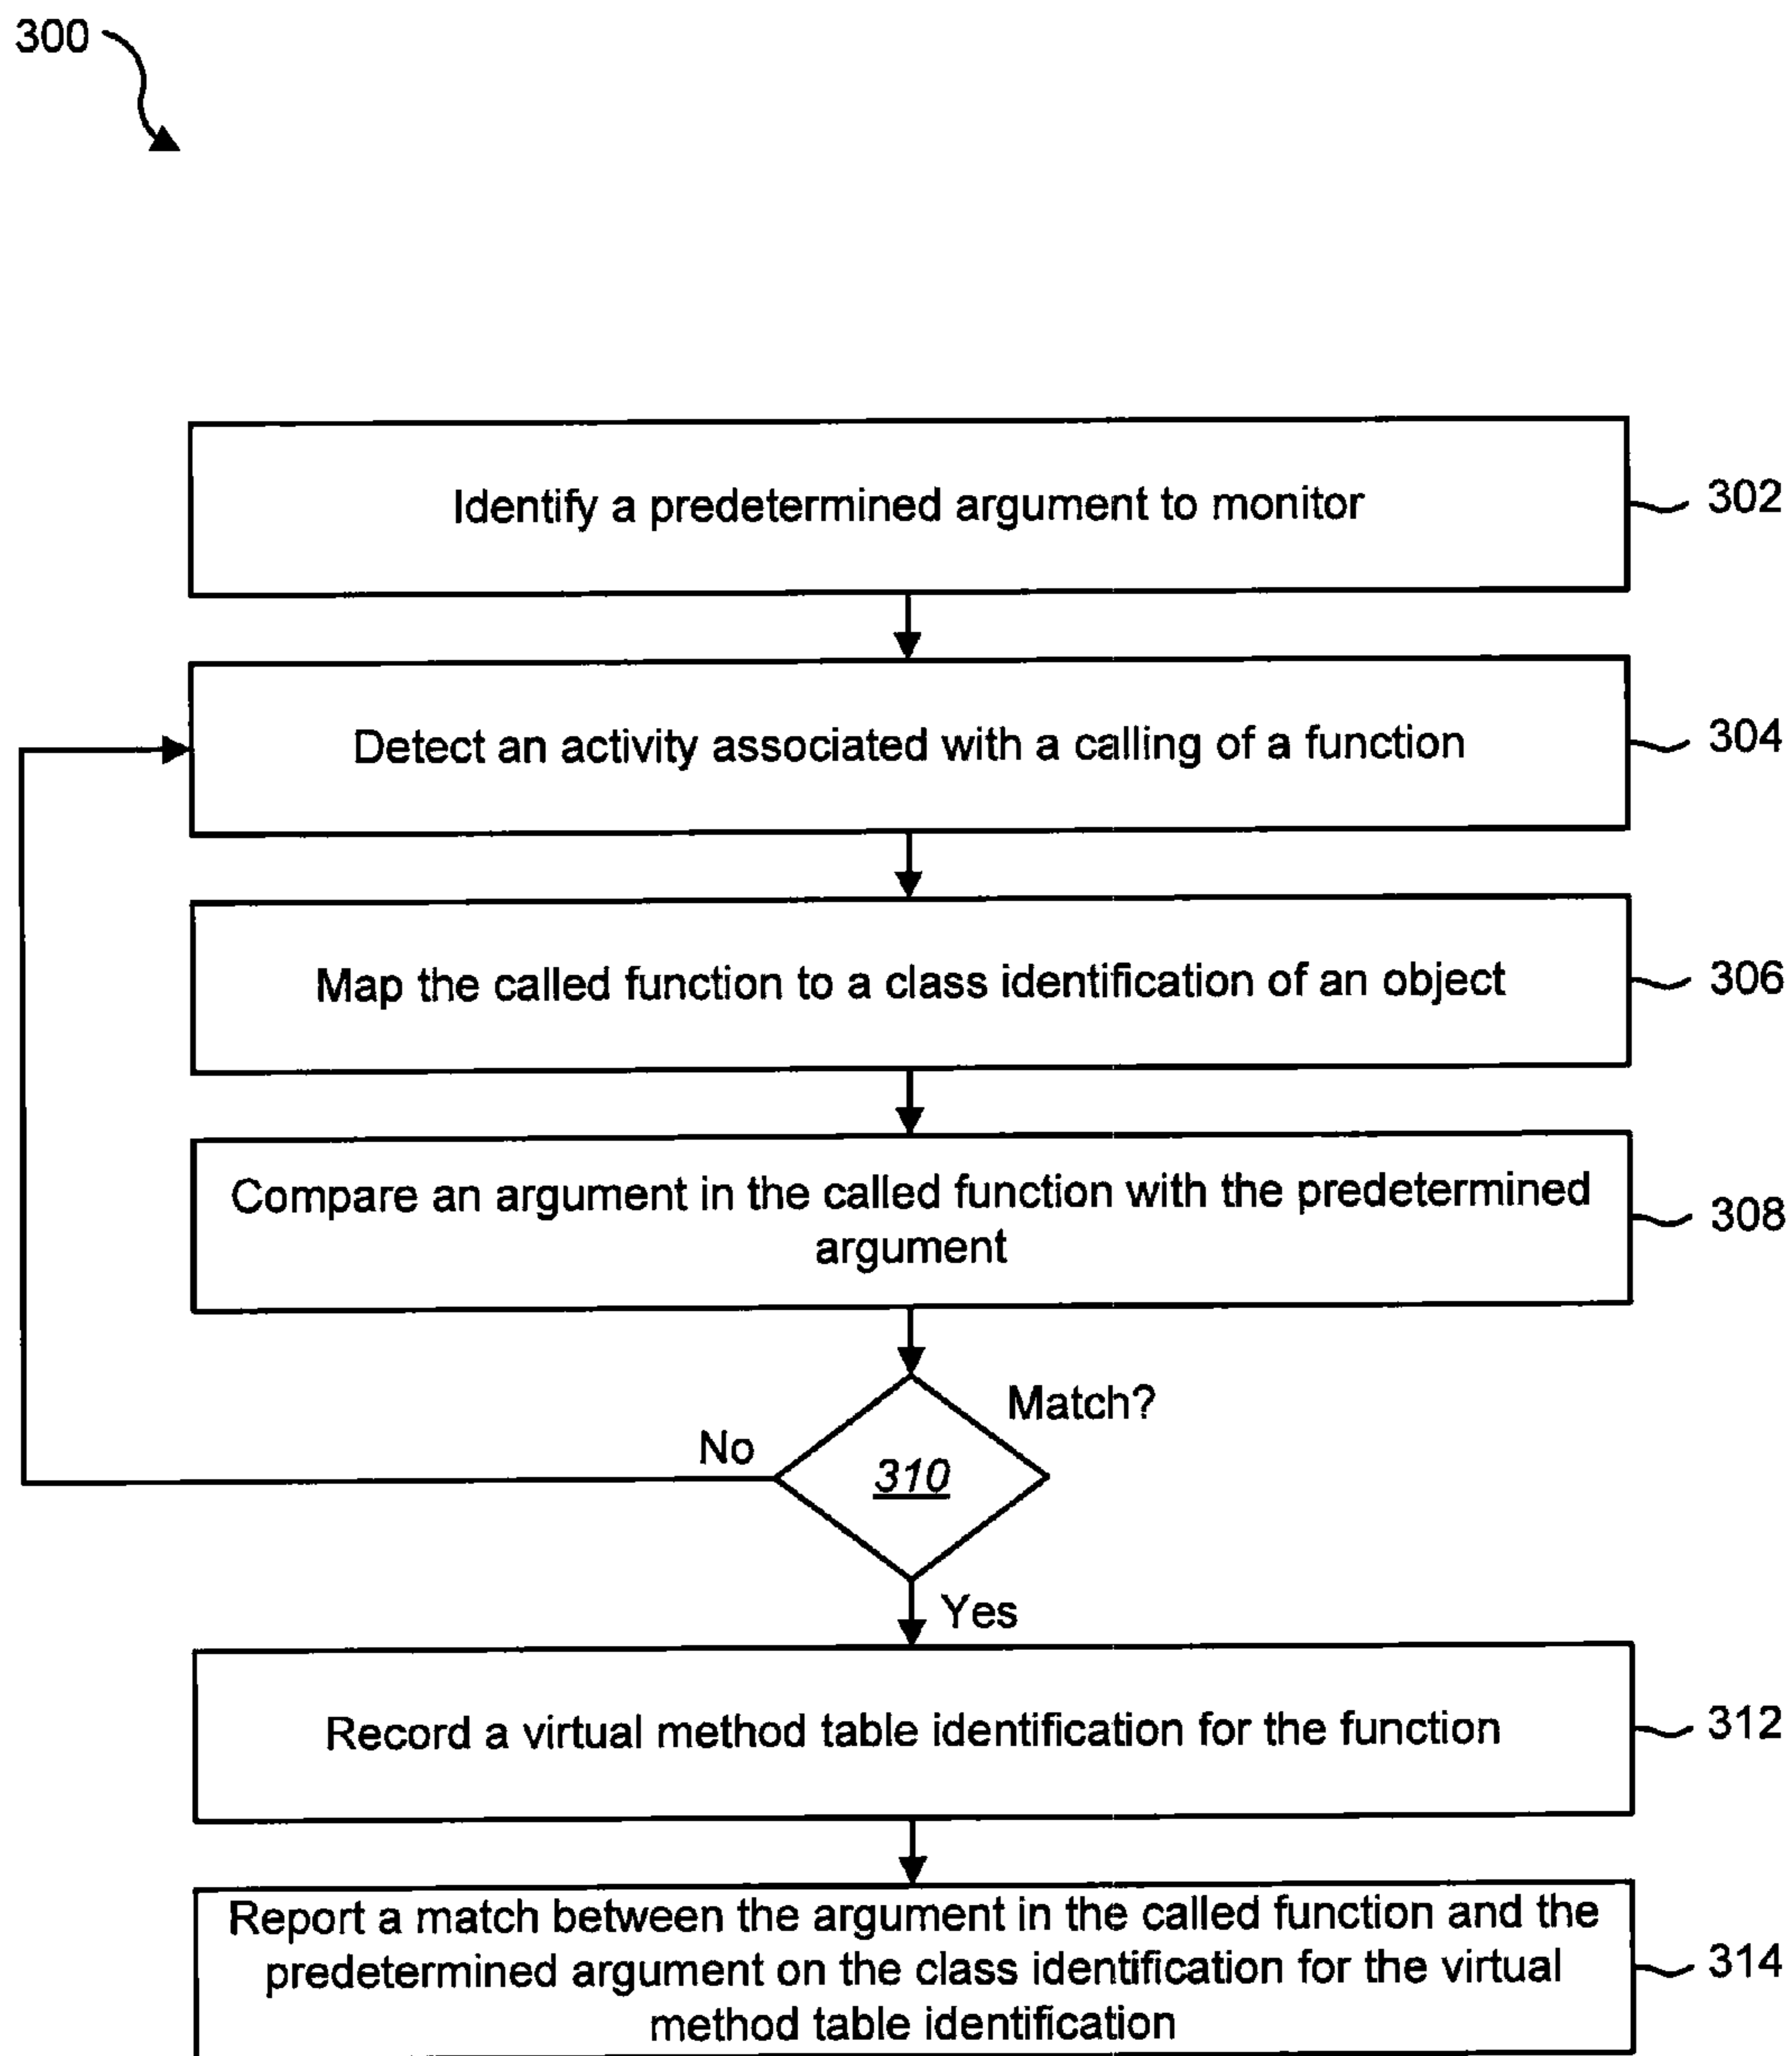 300
Identify a predetermined argument to monitor
302
Detect an activity associated with a calling of a function
304
Map the called function to a class identification of an object
306
Compare an argument in the called function with the predetermined
argument
308
Match?
No
310
Yes
Record a virtual method table identification for the function
312
Report a match between the argument in the called function and the
predetermined argument on the class identification for the virtual
method table identification
314